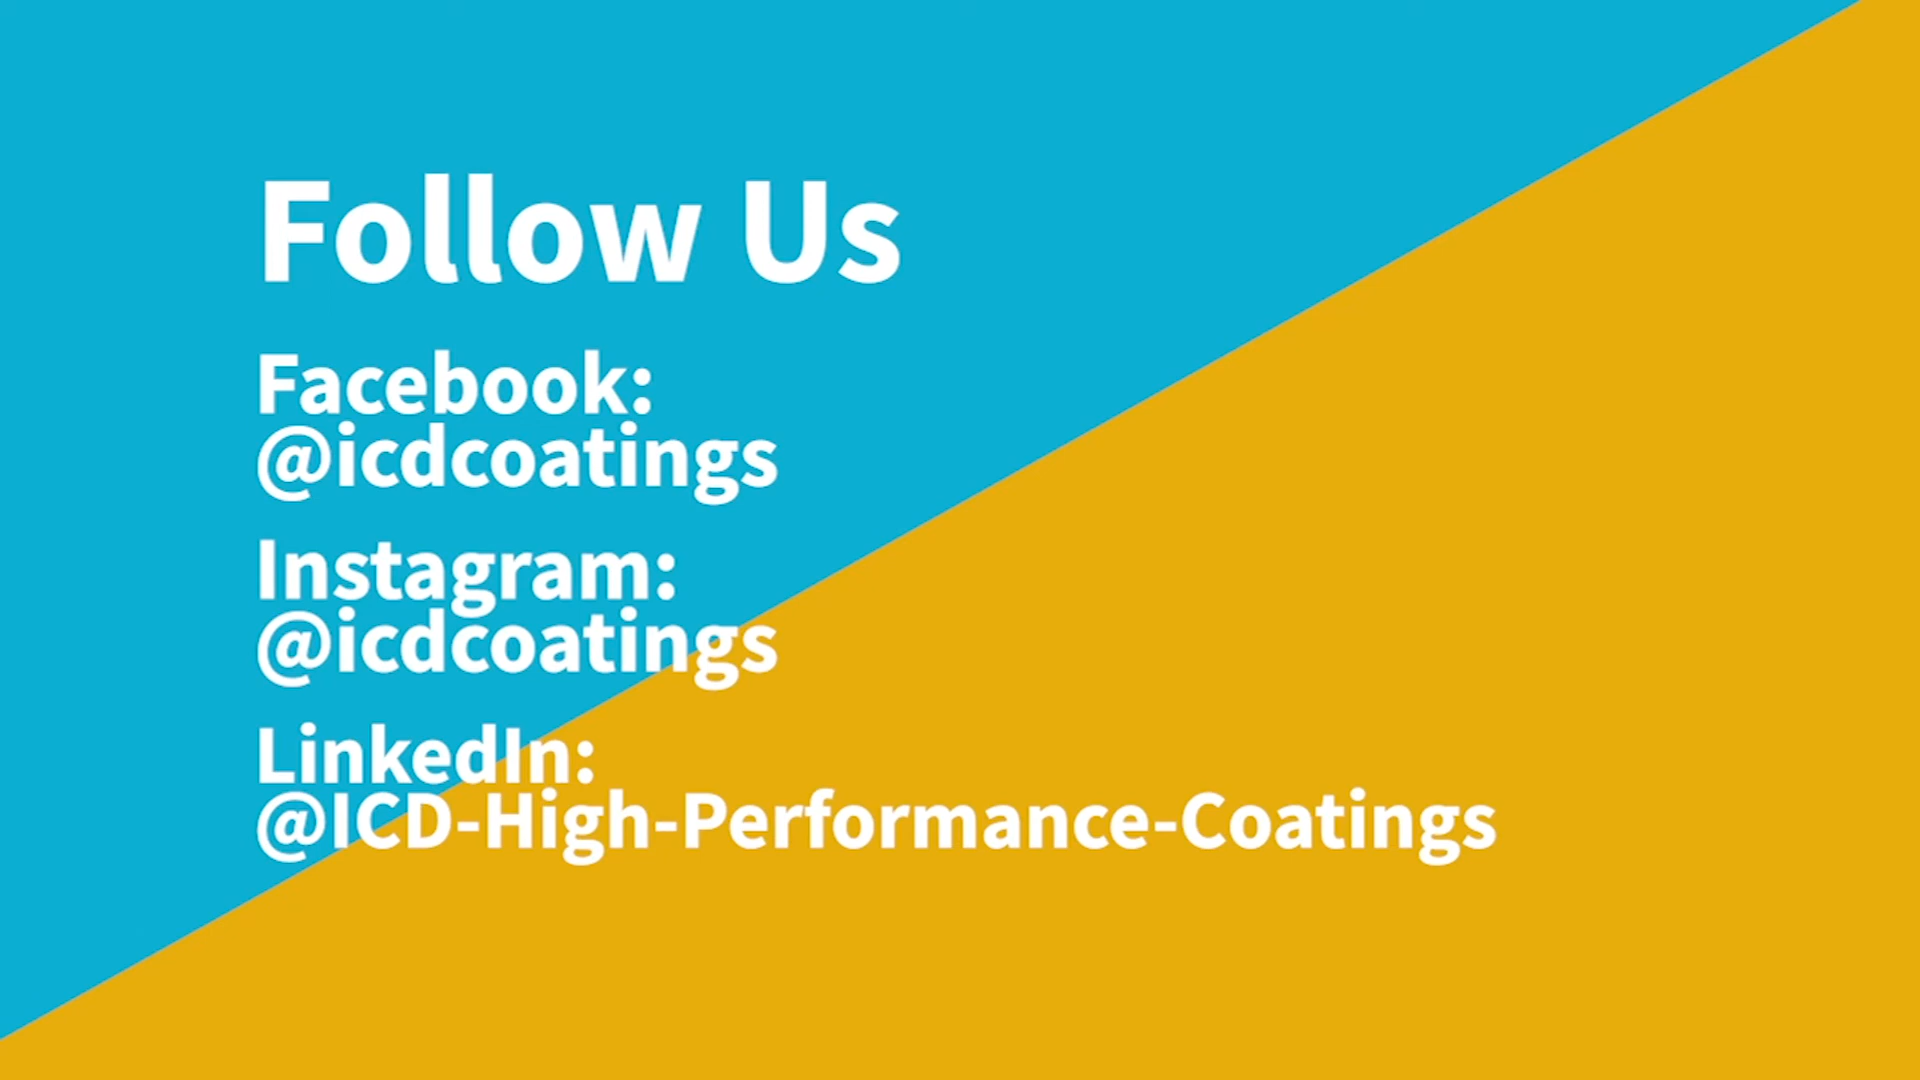 Follow Us
Facebook:
@icdcoatings
Instagram:
@icdcoatings
LinkedIn:
@ICD-High-Performance-Coatings